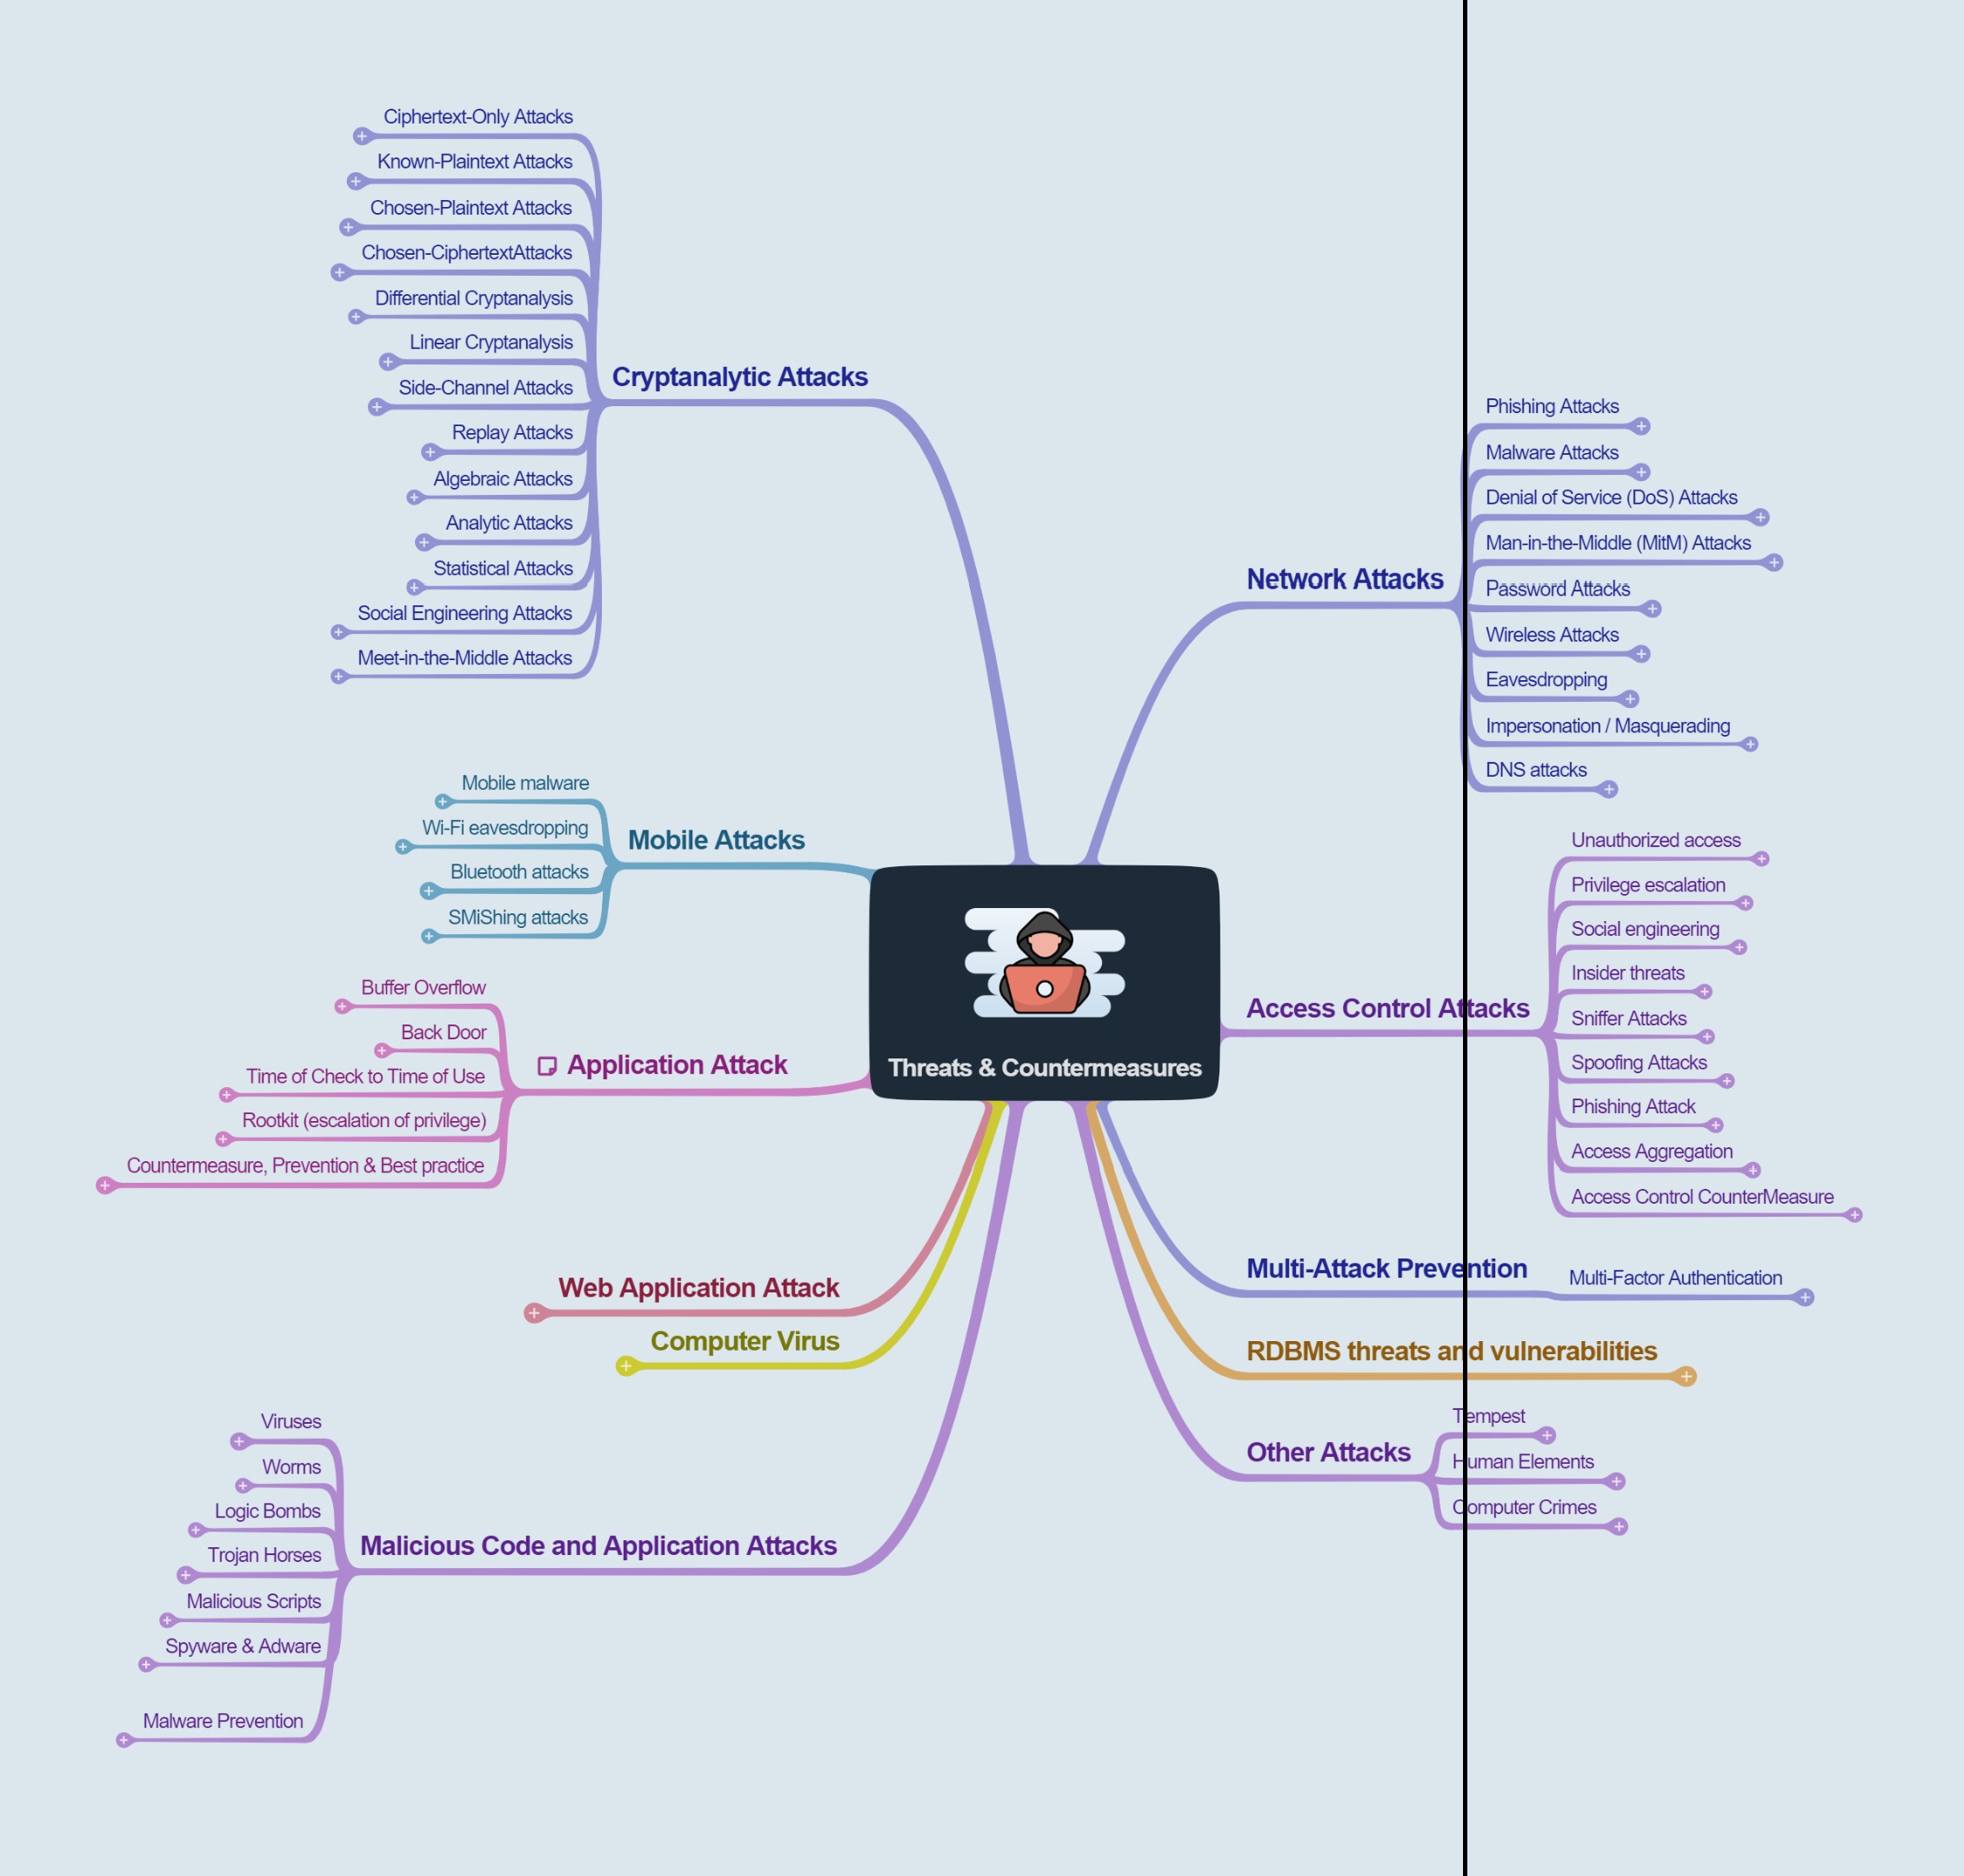 Ciphertext-Only Attacks
Known-Plaintext Attacks
Chosen-Plaintext Attacks
Chosen-CiphertextAttacks
Differential Cryptanalysis
Linear Cryptanalysis
Side-Channel Attacks
Replay Attacks
Algebraic Attacks
Analytic Attacks
Statistical Attacks
Social Engineering Attacks
Meet-in-the-Middle Attacks
Cryptanalytic Attacks
Mobile malware
Wi-Fi eavesdropping
Bluetooth attacks
SMiShing attacks
Mobile Attacks
Buffer Overflow
Back Door
Time of Check to Time of Use
Rootkit (escalation of privilege)
Countermeasure, Prevention & Best practice
Application Attack
Web Application Attack
Computer Virus
Viruses
Worms
Logic Bombs
Trojan Horses
Malicious Scripts
Spyware & Adware
Malware Prevention
Malicious Code and Application Attacks
Threats & Countermeasures
Network Attacks
Phishing Attacks
Malware Attacks
Denial of Service (DoS) Attacks
Man-in-the-Middle (MitM) Attacks
Password Attacks
Wireless Attacks
Eavesdropping
Impersonation / Masquerading
DNS attacks
Access Control Attacks
Unauthorized access
Privilege escalation
Social engineering
Insider threats
Sniffer Attacks
Spoofing Attacks
Phishing Attack
Access Aggregation
Access Control CounterMeasure
Multi-Attack Prevention
Multi-Factor Authentication
RDBMS threats and vulnerabilities
Other Attacks
Tempest
Human Elements
Computer Crimes